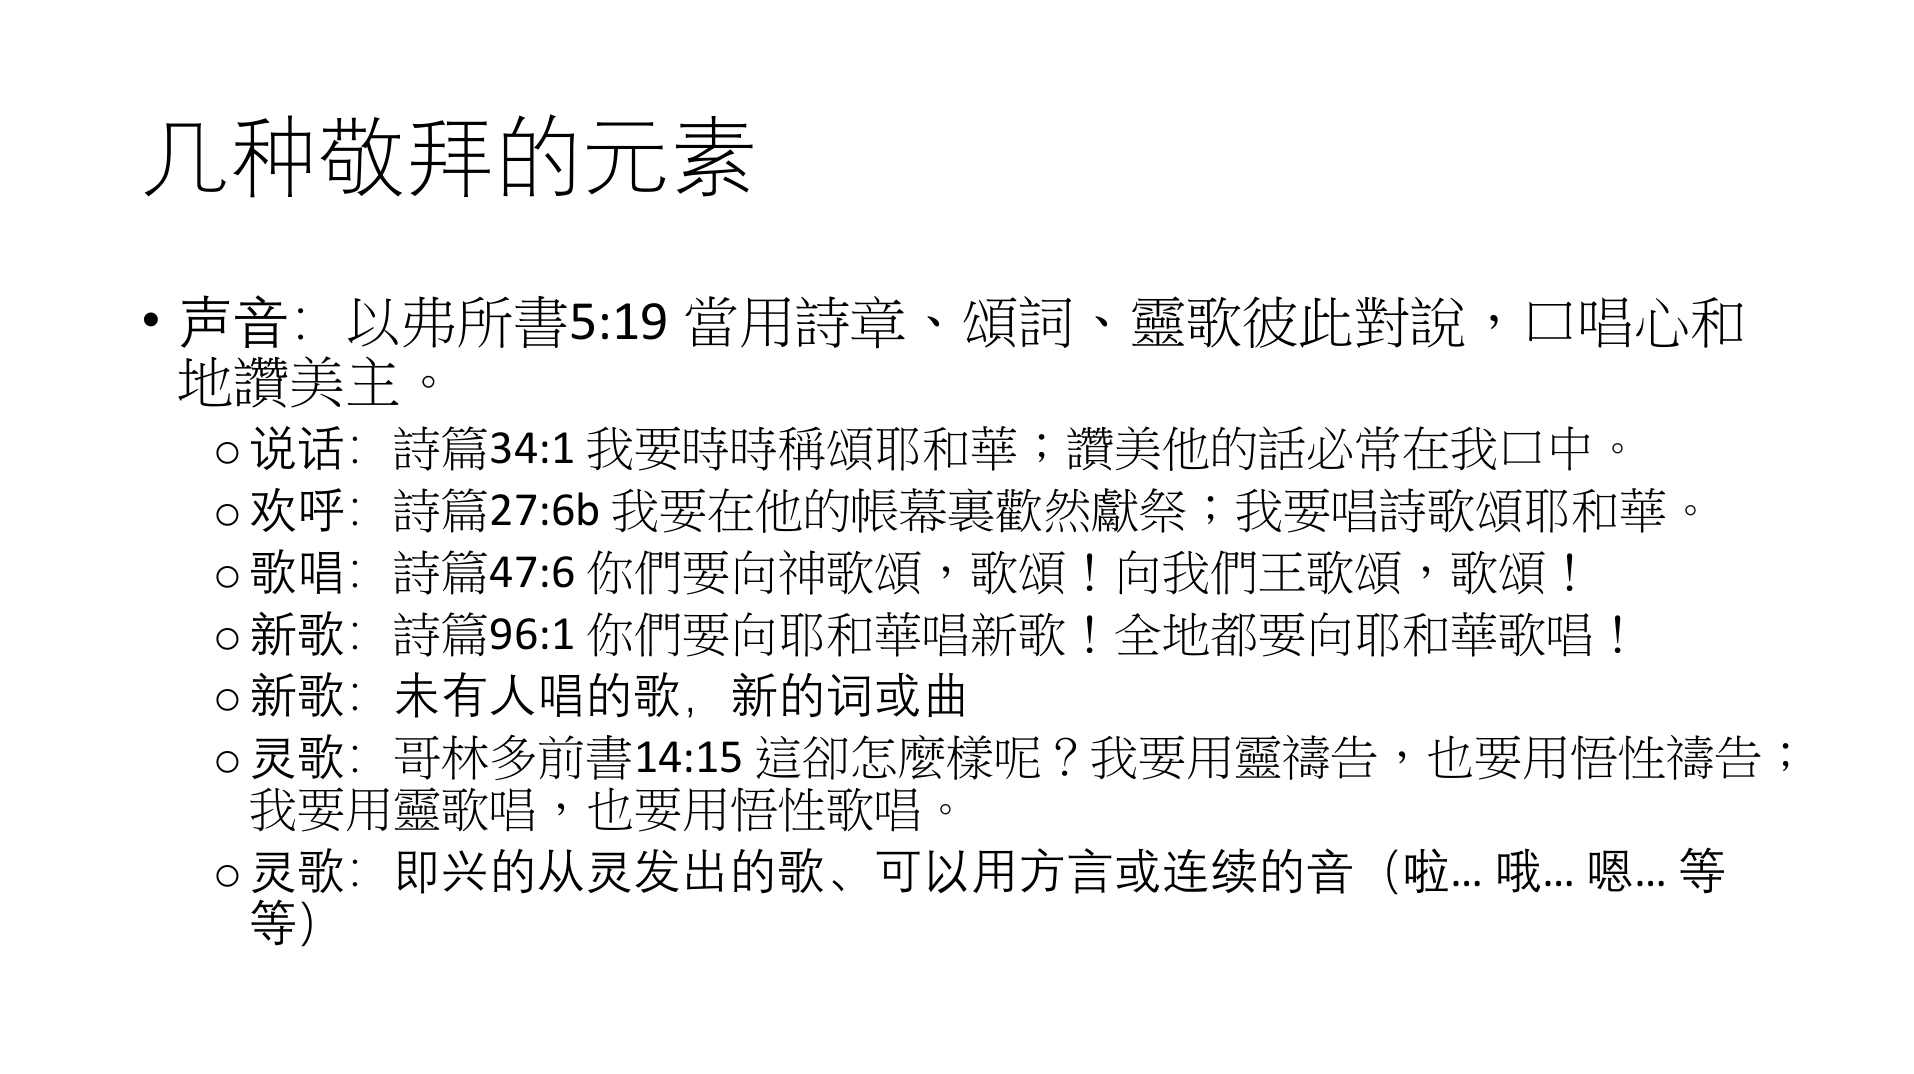 几种敬拜的元素
• 声音：以弗所書5:19 當用詩章、頌詞、靈歌彼此對說，口唱心和
地讚美主。
o 说话：詩篇34:1 我要時時稱頌耶和華；讚美他的話必常在我口中。
o 欢呼：詩篇27:6b 我要在他的帳幕裏歡然獻祭；我要唱詩歌頌耶和華。
o 歌唱：詩篇47:6 你們要向神歌頌，歌頌！向我們王歌頌，歌頌！
o 新歌：詩篇96:1 你們要向耶和華唱新歌！全地都要向耶和華歌唱！
o 新歌：未有人唱的歌，新的词或曲
o 灵歌：哥林多前書14:15 這卻怎麼樣呢？我要用靈禱告，也要用悟性禱告；
我要用靈歌唱，也要用悟性歌唱。
o 灵歌：即兴的从灵发出的歌、可以用方言或连续的音（啦... 哦... 嗯... 等
等）